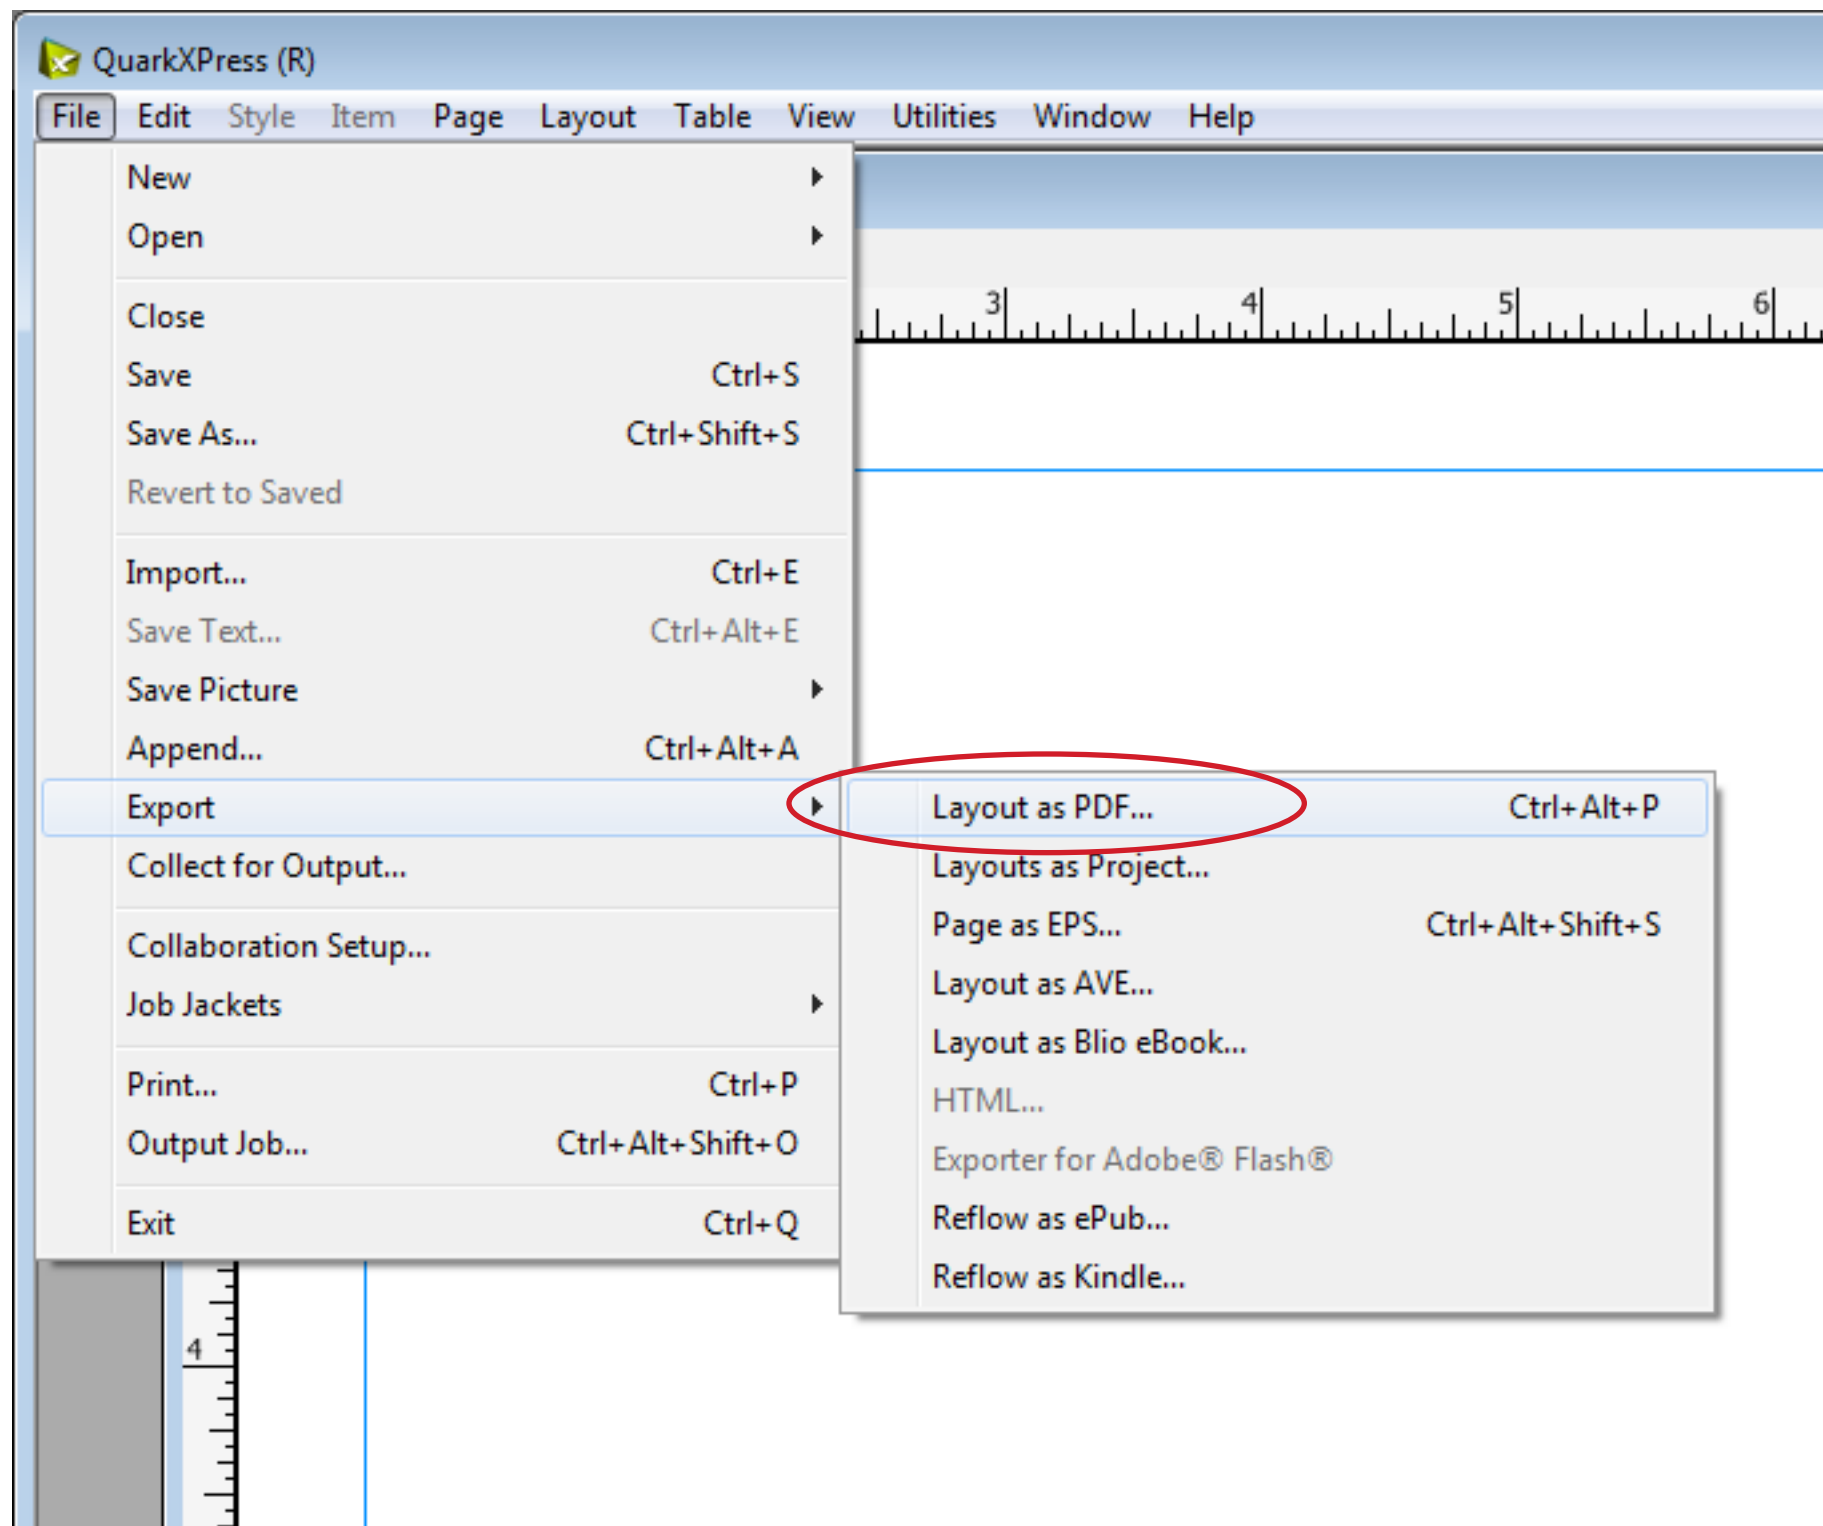 QuarkXPress (R)
File Edit Style Item Page Layout Table View Utilities Window Help
New
Open
Close
Save Ctrl+S
Save As... Ctrl+Shift+S
Revert to Saved
Import... Ctrl+E
Save Text... Ctrl+Alt+E
Save Picture
Append... Ctrl+Alt+A
Export
Collect for Output...
Collaboration Setup...
Job Jackets
Print... Ctrl+P
Output Job... Ctrl+Alt+Shift+O
Exit Ctrl+Q
Layout as PDF... Ctrl+Alt+P
Layouts as Project...
Page as EPS... Ctrl+Alt+Shift+S
Layout as AVE...
Layout as Blio eBook...
HTML...
Exporter for Adobe® Flash®
Reflow as ePub...
Reflow as Kindle...
3 4 5 6
4